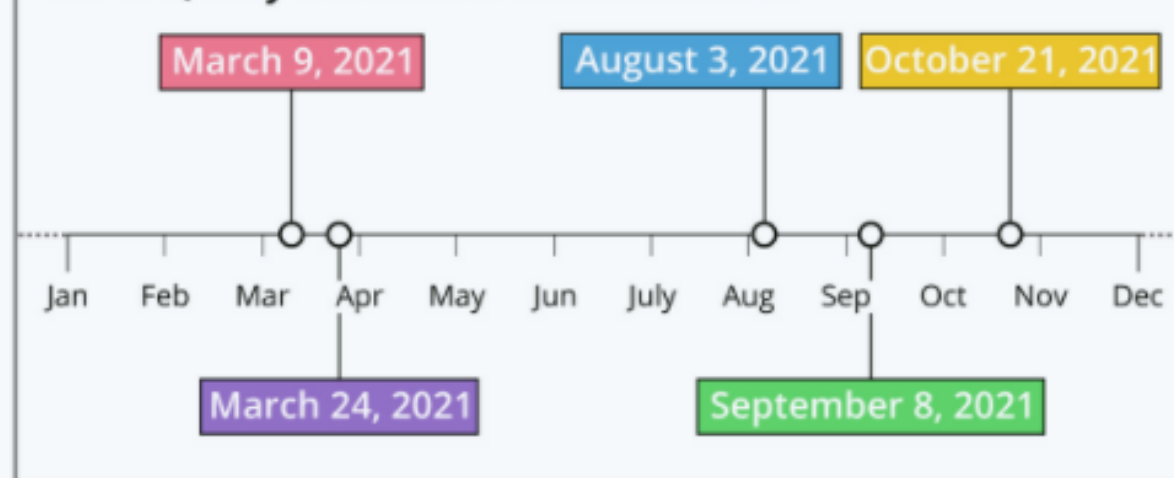 March 9, 2021
August 3, 2021
October 21, 2021
Jan Feb Mar Apr May Jun July Aug Sep Oct Nov Dec
March 24, 2021
September 8, 2021